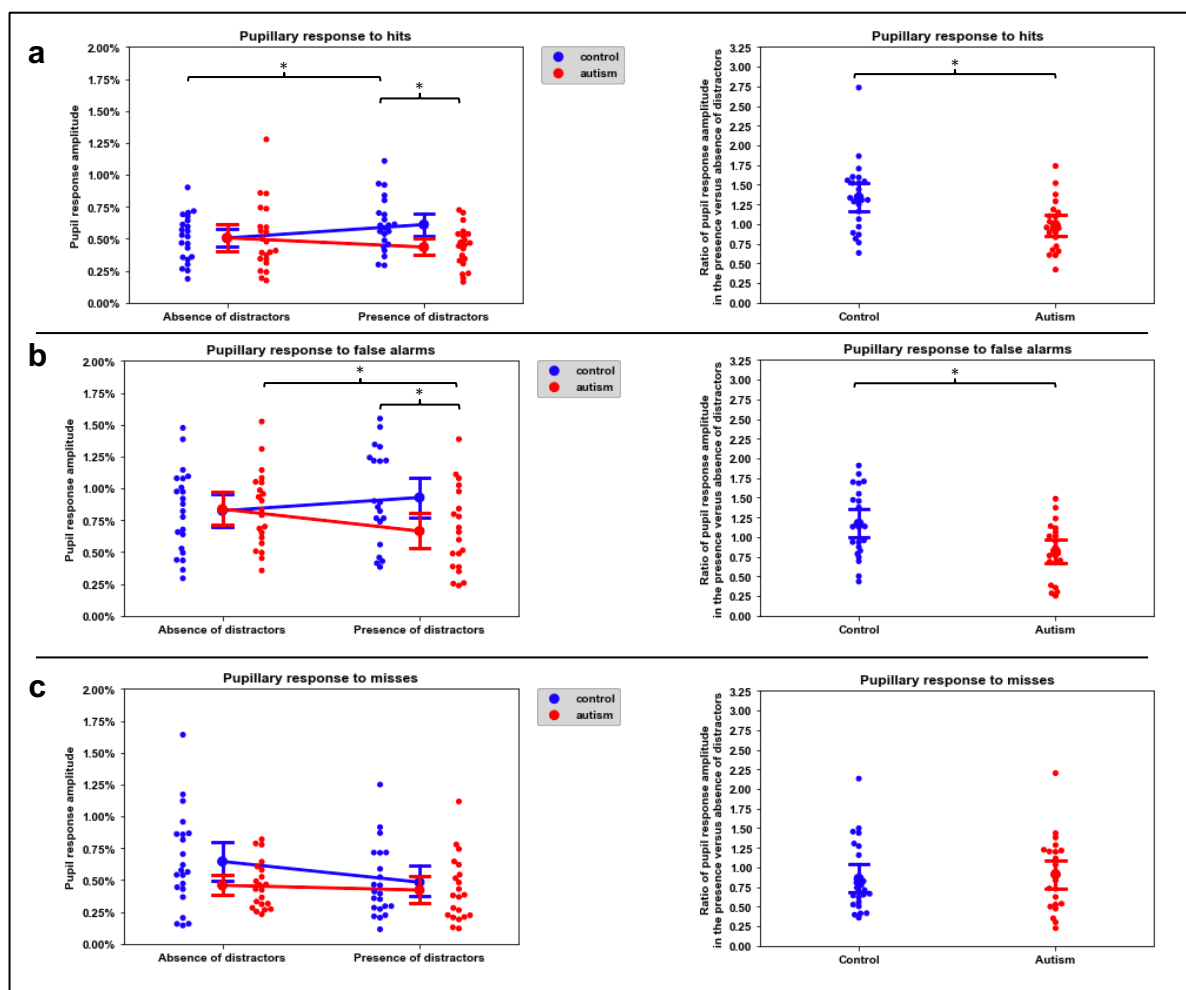 a
Pupillary response to hits
2.00%
1.75%
1.50%
1.25%
1.00%
0.75%
0.50%
0.25%
0.00%
Pupil response amplitude
*
*
Absence of distractors
Presence of distractors
control
autism
Pupillary response to hits
3.25
3.00
2.75
2.50
2.25
2.00
1.75
1.50
1.25
1.00
0.75
0.50
0.25
0.00
Ratio of pupil response aamplitude
in the presence versus absence of distractors
*
Control
Autism
b
Pupillary response to false alarms
2.00%
1.75%
1.50%
1.25%
1.00%
0.75%
0.50%
0.25%
0.00%
Pupil response amplitude
*
*
Absence of distractors
Presence of distractors
control
autism
Pupillary response to false alarms
3.25
3.00
2.75
2.50
2.25
2.00
1.75
1.50
1.25
1.00
0.75
0.50
0.25
0.00
Ratio of pupil response amplitude
in the presence versus absence of distractors
*
Control
Autism
c
Pupillary response to misses
2.00%
1.75%
1.50%
1.25%
1.00%
0.75%
0.50%
0.25%
0.00%
Pupil response amplitude
Absence of distractors
Presence of distractors
control
autism
Pupillary response to misses
3.25
3.00
2.75
2.50
2.25
2.00
1.75
1.50
1.25
1.00
0.75
0.50
0.25
0.00
Ratio of pupil response amplitude
in the presence versus absence of distractors
Control
Autism